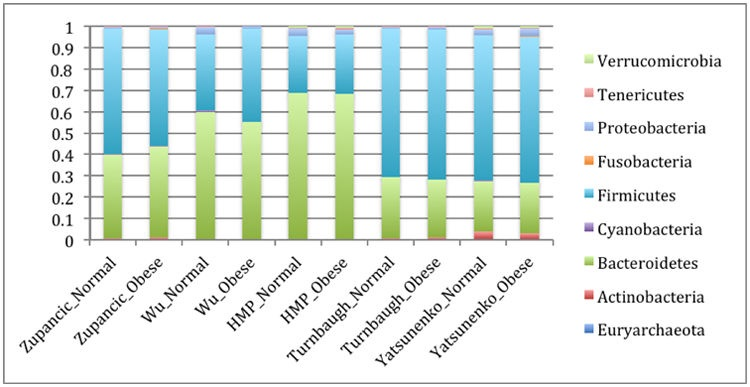 1
0.9
0.8
0.7
0.6
0.5
0.4
0.3
0.2
0.1
0
Zupancic_Normal
Zupancic_Obese
Wu_Normal
Wu_Obese
HMP_Normal
HMP_Obese
Turnbaugh_Normal
Turnbaugh_Obese
Yatsunenko_Normal
Yatsunenko_Obese
Verrucomicrobia
Tenericutes
Proteobacteria
Fusobacteria
Firmicutes
Cyanobacteria
Bacteroidetes
Actinobacteria
Euryarchaeota